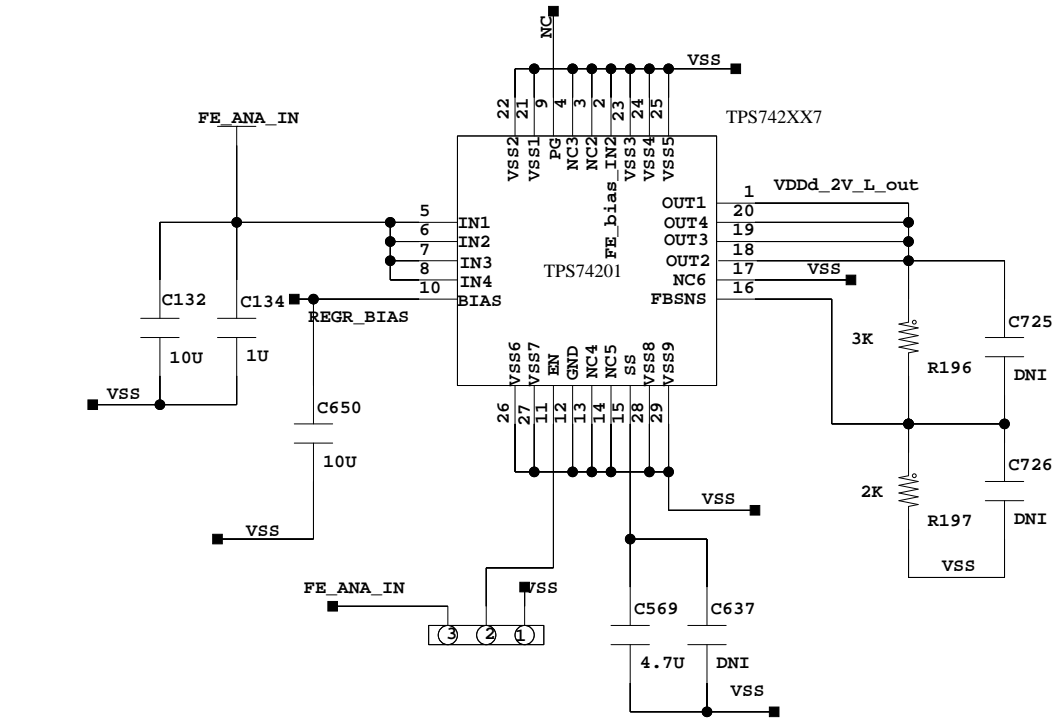 NC
VSS
22
21
9
4
3
2
23
24
25
TPS742XX7
FE_ANA_IN
VSS2
VSS1
PG
NC3
NC2
FE_bias_IN2
VSS3
VSS4
VSS5
VDDd_2V_L_out
5
IN1
6
IN2
7
IN3
8
IN4
10
BIAS
TPS74201
OUT1
1
OUT4
20
OUT3
19
OUT2
18
NC6
17
VSS
FBSNS
16
C132
10U
C134
1U
REGR_BIAS
VSS
3K
R196
C725
DNI
VSS6
VSS7
EN
GND
NC4
NC5
SS
VSS8
VSS9
26
27
11
12
13
14
15
28
29
C650
10U
VSS
VSS
2K
R197
C726
DNI
VSS
FE_ANA_IN
VSS
3
2
1
C569
4.7U
C637
DNI
VSS